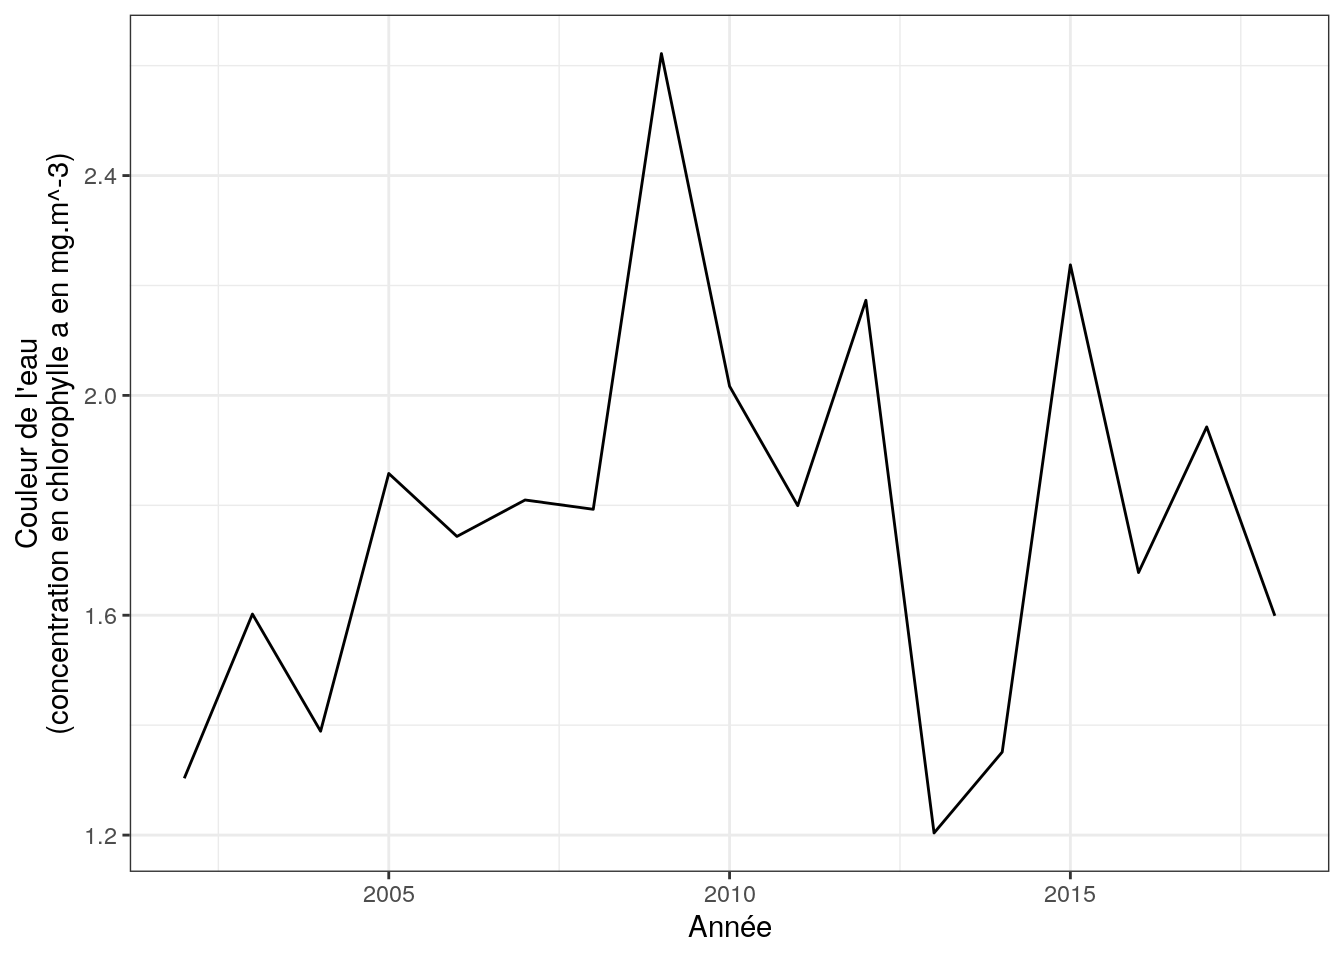 Couleur de l'eau
(concentration en chlorophylle a en mg.m^-3)
2.4
2.0
1.6
1.2
2005 2010 2015
Année